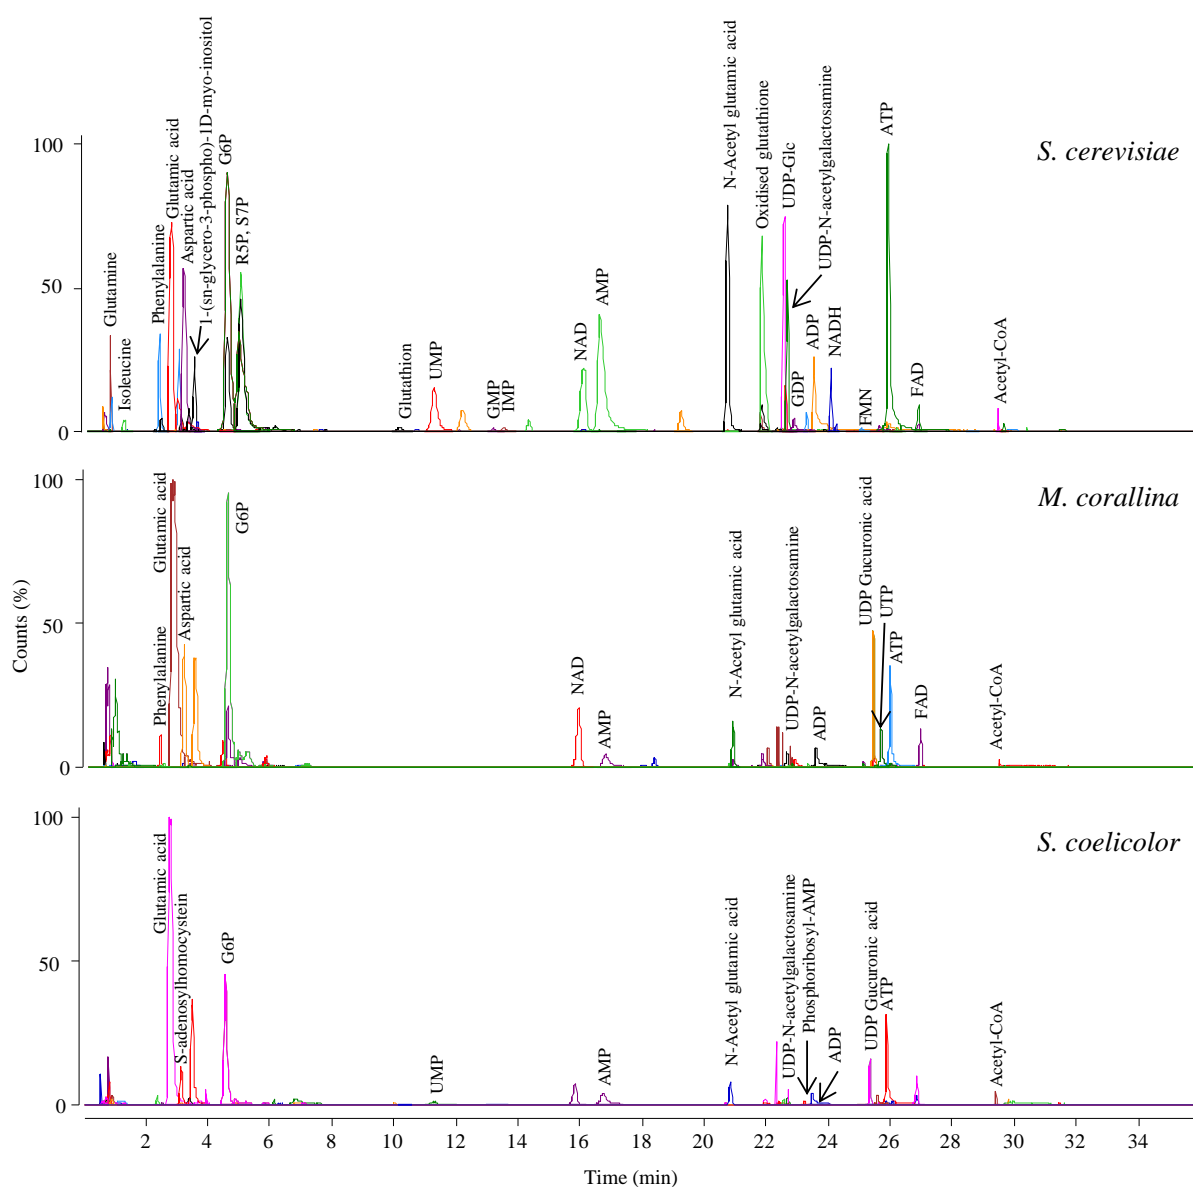 S. cerevisiae
100
50
0
Glutamine
Isoleucine
Phenylalanine
Glutamic acid
Aspartic acid
1-(sn-glycero-3-phospho)-1D-myo-inositol
G6P
R5P, S7P
Glutathion
UMP
GMP
IMP
NAD
AMP
N-Acetyl glutamic acid
Oxidised glutathione
UDP-Glc
UDP-N-acetylgalactosamine
GDP
ADP
NADH
FMN
ATP
FAD
Acetyl-CoA
M. corallina
100
50
0
Phenylalanine
Glutamic acid
Aspartic acid
G6P
NAD
AMP
N-Acetyl glutamic acid
UDP-N-acetylgalactosamine
ADP
UDP Gucuronic acid
UTP
ATP
FAD
Acetyl-CoA
Counts (%)
S. coelicolor
100
50
0
Glutamic acid
S-adenosylhomocystein
G6P
UMP
AMP
N-Acetyl glutamic acid
UDP-N-acetylgalactosamine
Phosphoribosyl-AMP
ADP
UDP Gucuronic acid
ATP
Acetyl-CoA
2 4 6 8 10 12 14 16 18 20 22 24 26 28 30 32 34
Time (min)